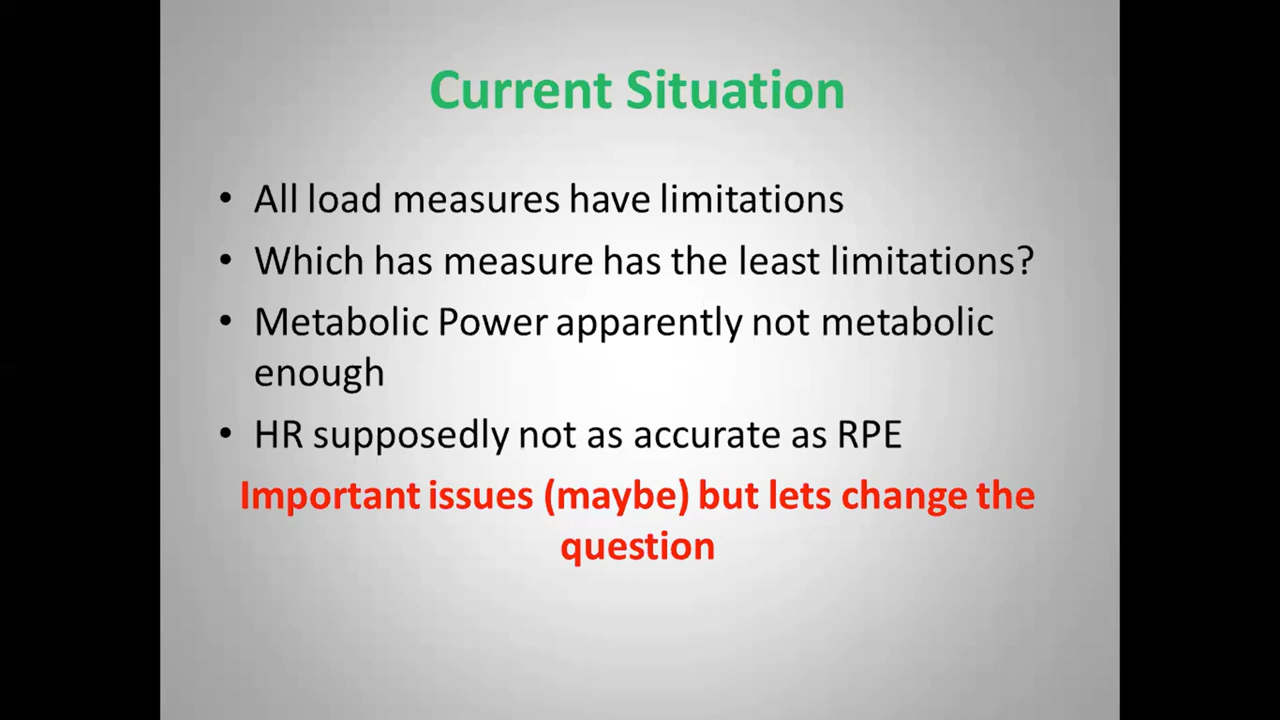 Current Situation
• All load measures have limitations
• Which has measure has the least limitations?
• Metabolic Power apparently not metabolic
enough
• HR supposedly not as accurate as RPE
Important issues (maybe) but lets change the
question